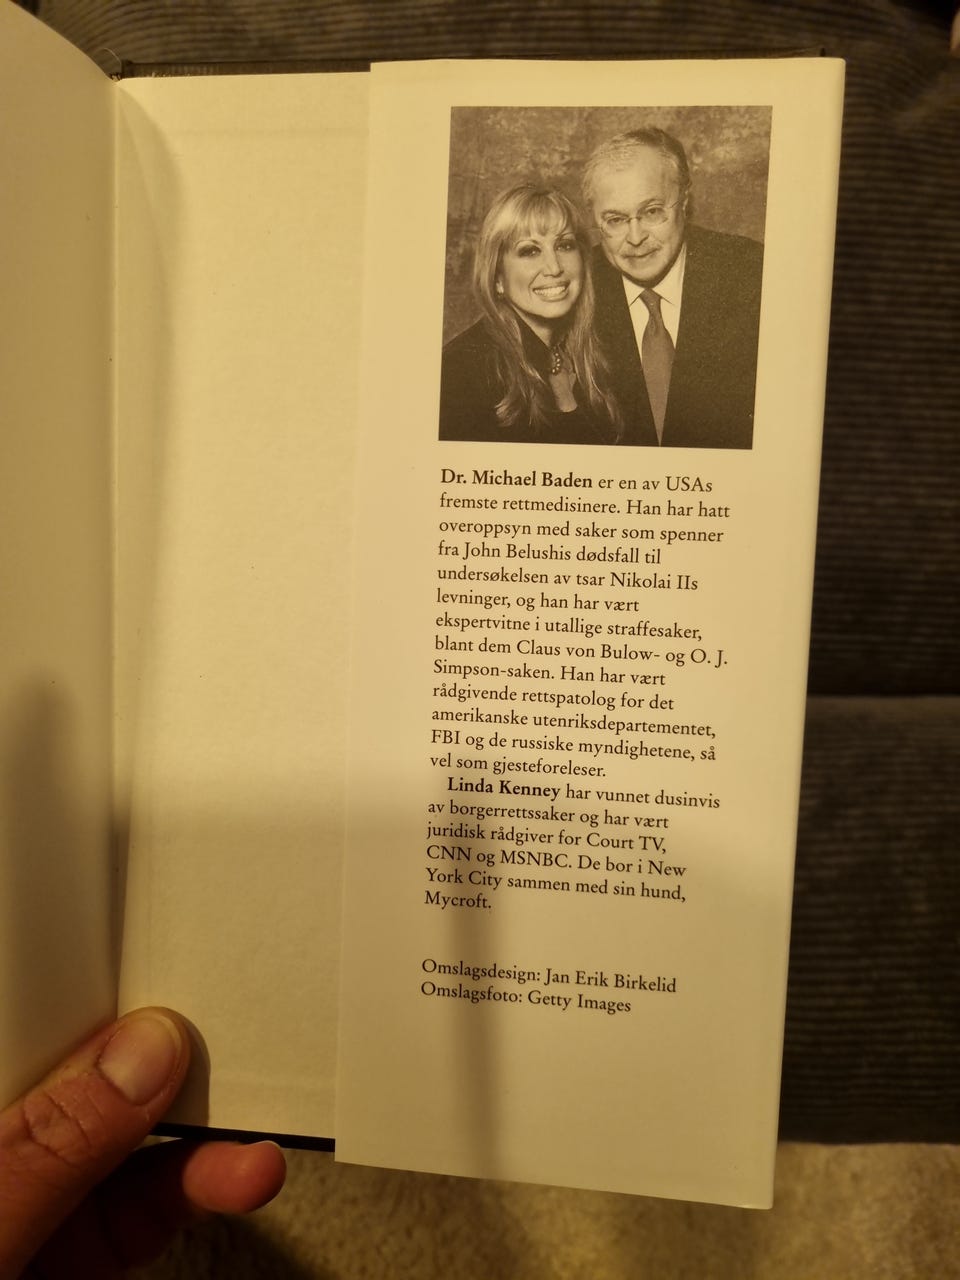 Dr. Michael Baden er en av USAs
fremste rettmedisinere. Han har hatt
overoppsyn med saker som spenner
fra John Belushis dødsfall til
undersøkelsen av tsar Nikolai IIs
levninger, og han har vært
ekspertvitne i utallige straffesaker,
blant dem Claus von Bulow- og O. J.
Simpson-saken. Han har vært
rådgivende rettspatolog for det
amerikanske utenriksdepartementet,
FBI og de russiske myndighetene, så
vel som gjesteforeleser.
Linda Kenney har vunnet dusinvis
av borgerrettssaker og har vært
juridisk rådgiver for Court TV,
CNN og MSNBC. De bor i New
York City sammen med sin hund,
Mycroft.
Omslagsdesign: Jan Erik Birkelid
Omslagsfoto: Getty Images